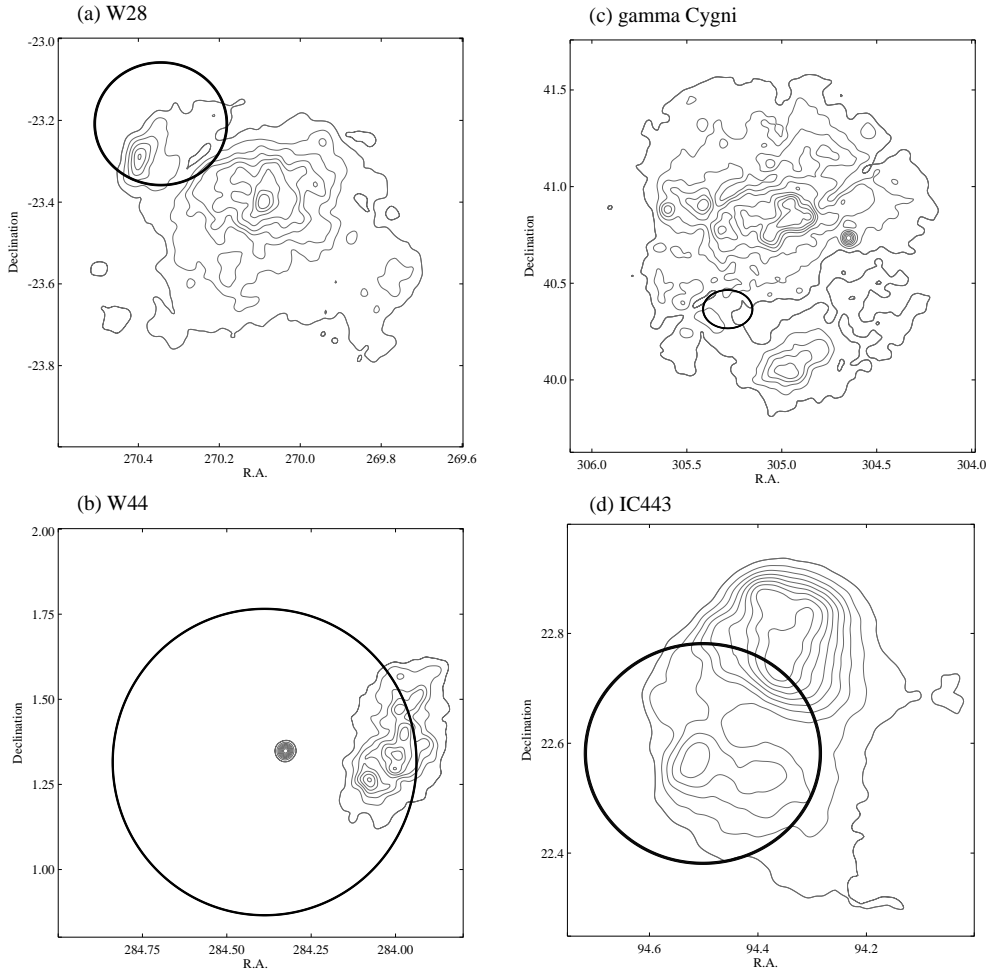 (a) W28
-23.0
-23.2
-23.4
-23.6
-23.8
Declination
270.4
270.2
270.0
269.8
269.6
R.A.
(c) gamma Cygni
41.5
41.0
40.5
40.0
Declination
306.0
305.5
305.0
304.5
304.0
R.A.
(b) W44
2.00
1.75
1.50
1.25
1.00
Declination
284.75
284.50
284.25
284.00
R.A.
(d) IC443
22.8
22.6
22.4
Declination
94.6
94.4
94.2
R.A.